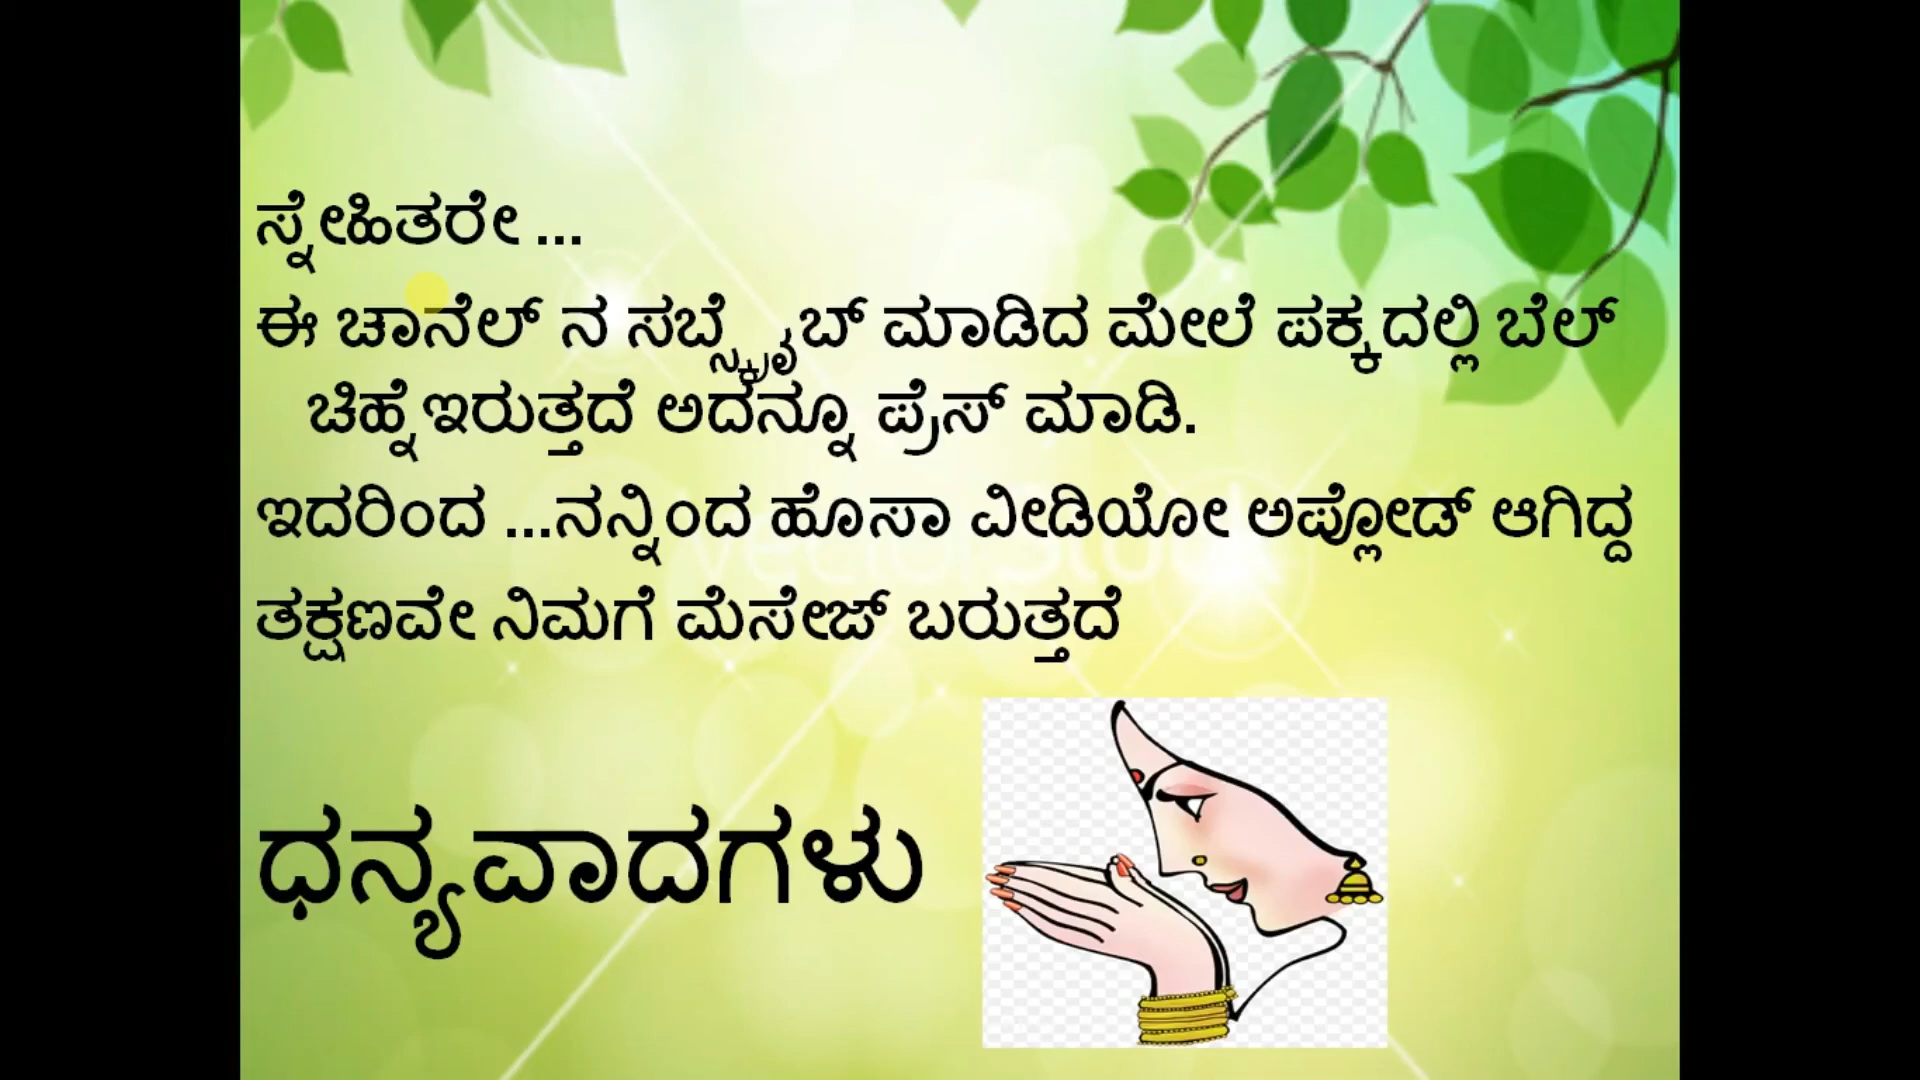 ಸ್ನೇಹಿತರೇ ...
ಈ ಚಾನೆಲ್ ನ ಸಬ್ಸ್ಕ್ರೈಬ್ ಮಾಡಿದ ಮೇಲೆ ಪಕ್ಕದಲ್ಲಿ ಬೆಲ್
ಚಿಹ್ನೆ ಇರುತ್ತದೆ ಅದನ್ನೂ ಪ್ರೆಸ್ ಮಾಡಿ.
ಇದರಿಂದ ...ನನ್ನಿಂದ ಹೊಸಾ ವೀಡಿಯೋ ಅಪ್ಲೋಡ್ ಆಗಿದ್ದ
ತಕ್ಷಣವೇ ನಿಮಗೆ ಮೆಸೇಜ್ ಬರುತ್ತದೆ
ಧನ್ಯವಾದಗಳು